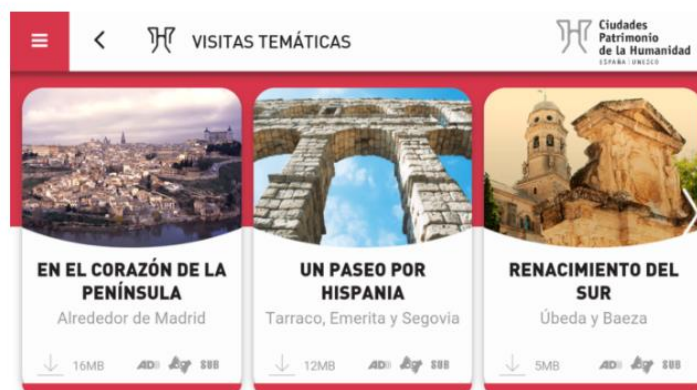 VISITAS TEMÁTICAS
Ciudades
Patrimonio
de la Humanidad
ESPAÑA | UNESCO
EN EL CORAZÓN DE LA
PENÍNSULA
Alrededor de Madrid
16MB AD SUB
UN PASEO POR
HISPANIA
Tarraco, Emerita y Segovia
12MB AD SUB
RENACIMIENTO DEL
SUR
Úbeda y Baeza
5MB AD SUB